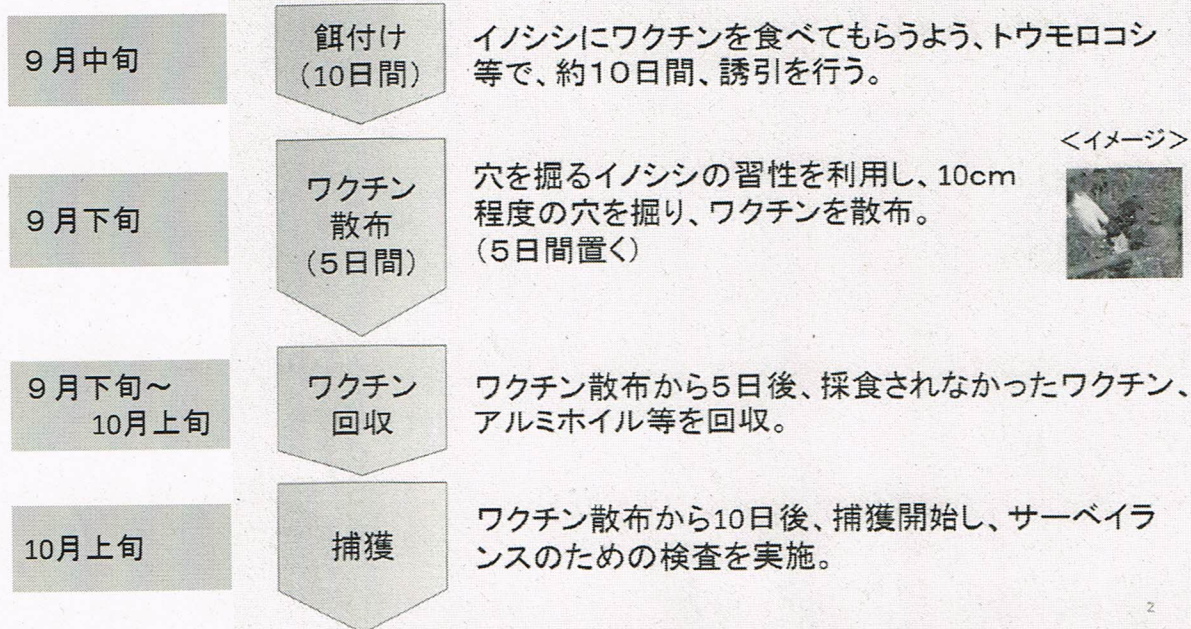 9月中旬
餌付け
(10日間)
イノシシにワクチンを食べてもらうよう、トウモロコシ
等で、約10日間、誘引を行う。
<イメージ>
9月下旬
ワクチン
散布
(5日間)
穴を掘るイノシシの習性を利用し、10cm
程度の穴を掘り、ワクチンを散布。
(5日間置く)
9月下旬～
10月上旬
ワクチン
回収
ワクチン散布から5日後、採食されなかったワクチン、
アルミホイル等を回収。
10月上旬
捕獲
ワクチン散布から10日後、捕獲開始し、サーベイラ
ンスのための検査を実施。
2